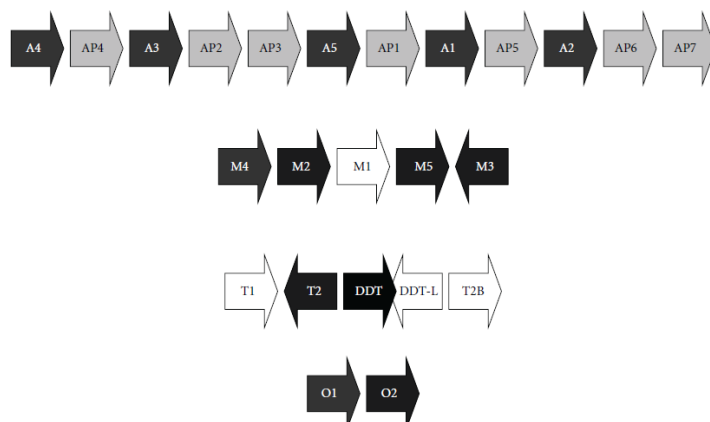 A4 AP4 A3 AP2 AP3 A5 AP1 A1 AP5 A2 AP6 AP7
M4 M2 M1 M5 M3
T1 T2 DDT DDT-L T2B
O1 O2